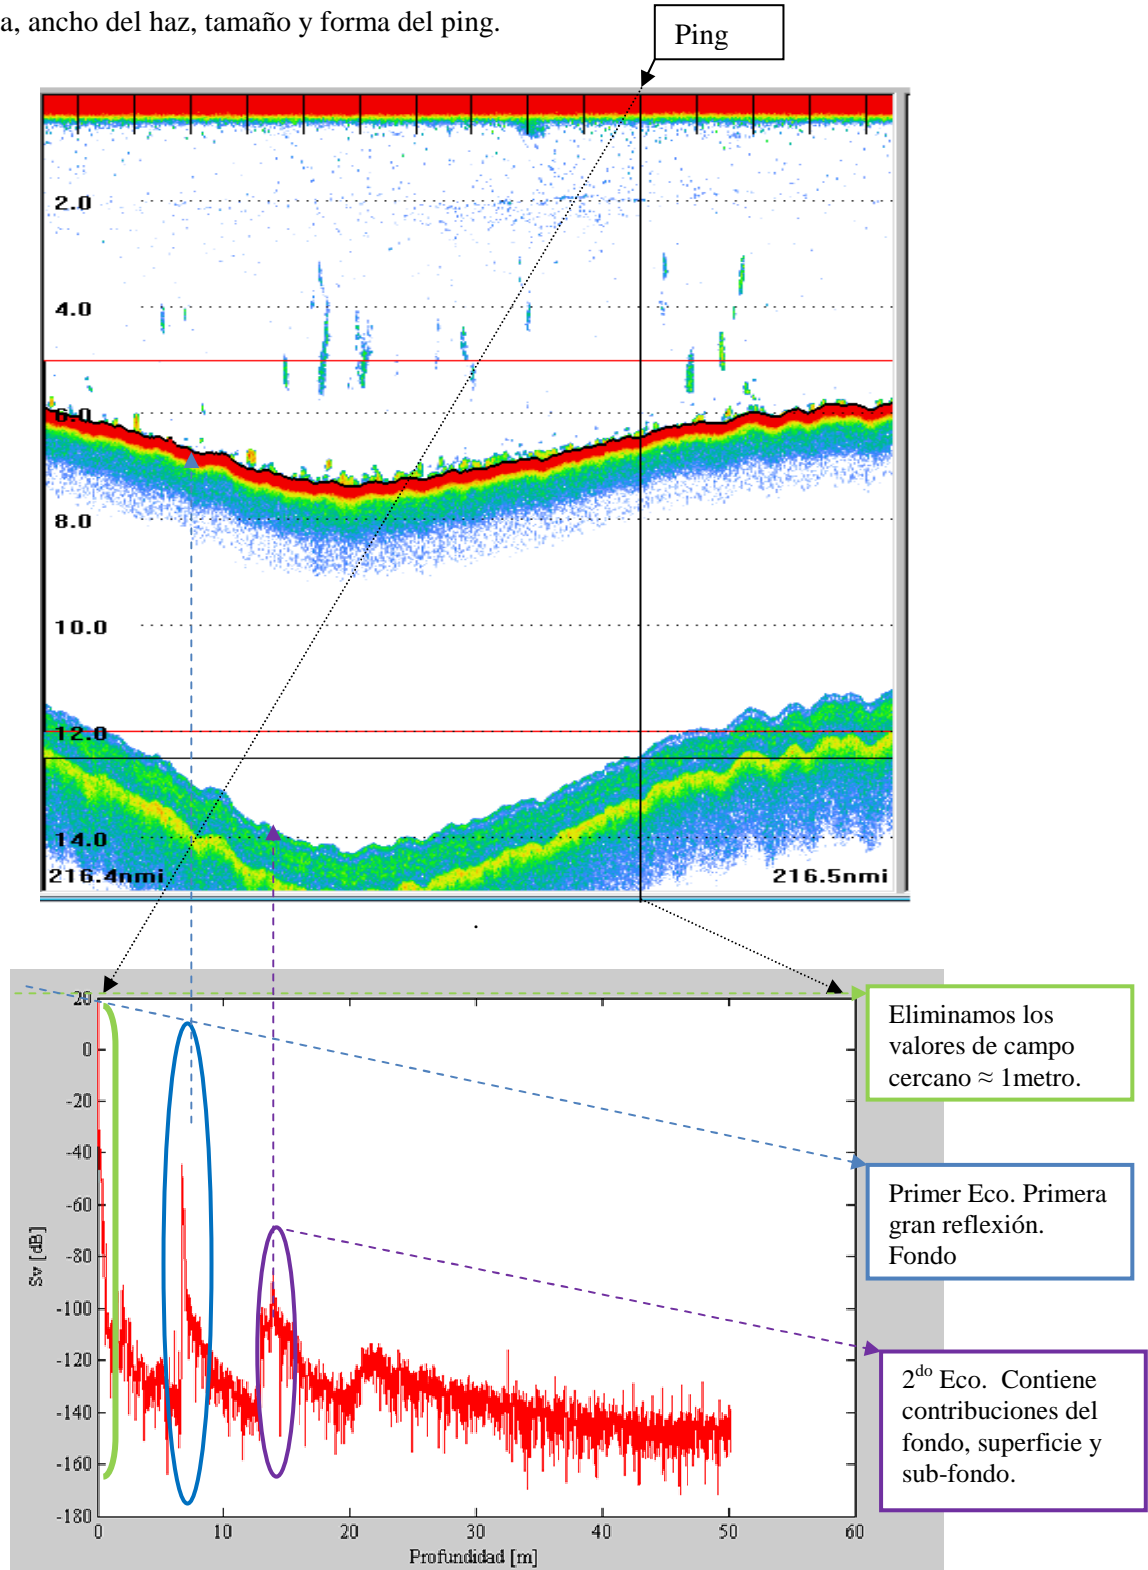 a, ancho del haz, tamaño y forma del ping.
Ping
2.0
4.0
6.0
8.0
10.0
12.0
14.0
216.4nmi
216.5nmi
Eliminamos los
valores de campo
cercano ≈ 1metro.
Primer Eco. Primera
gran reflexión.
Fondo
2do Eco. Contiene
contribuciones del
fondo, superficie y
sub-fondo.
20
0
-20
-40
-60
-80
-100
-120
-140
-160
-180
Sv [dB]
0 10 20 30 40 50 60
Profundidad [m]